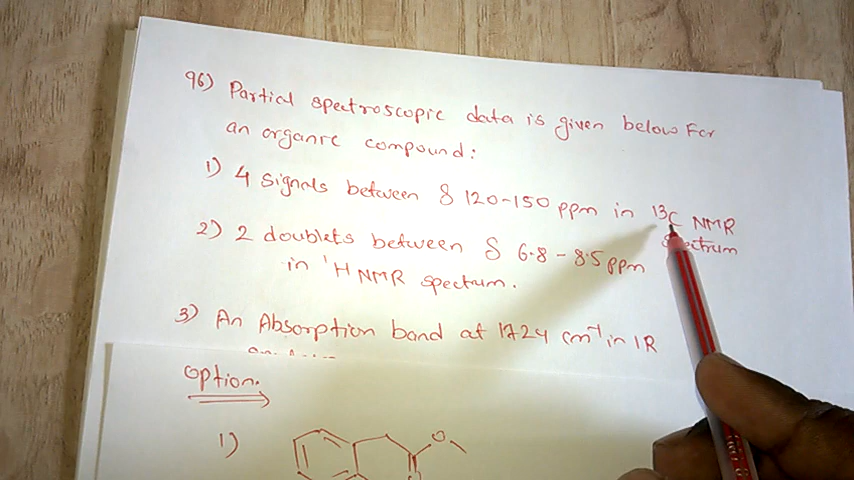 96) Partial spectroscopic data is given below For
an organic compound:
1) 4 signals between δ 120-150 ppm in ¹³C NMR
spectrum
2) 2 doublets between δ 6.8 - 8.5 ppm
in ¹H NMR spectrum.
3) An Absorption band at 1724 cm⁻¹ in IR
option.
1)
O